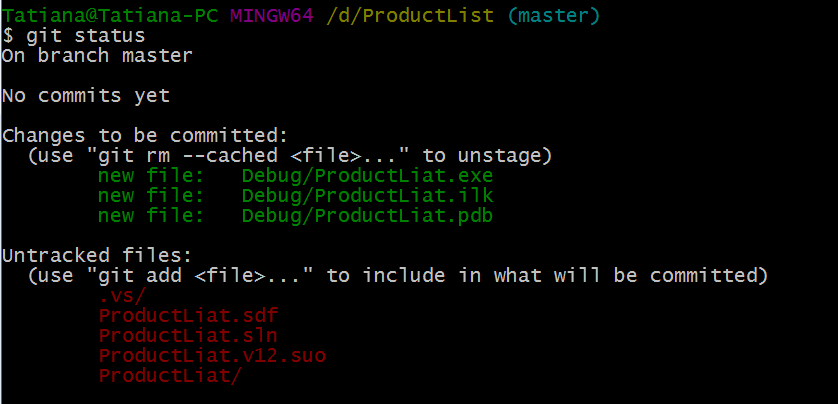 Tatiana@Tatiana-PC MINGW64 /d/ProductList (master)
$ git status
On branch master
No commits yet
Changes to be committed:
(use "git rm --cached <file>..." to unstage)
new file: Debug/ProductLiat.exe
new file: Debug/ProductLiat.ilk
new file: Debug/ProductLiat.pdb
Untracked files:
(use "git add <file>..." to include in what will be committed)
.vs/
ProductLiat.sdf
ProductLiat.sln
ProductLiat.v12.suo
ProductLiat/